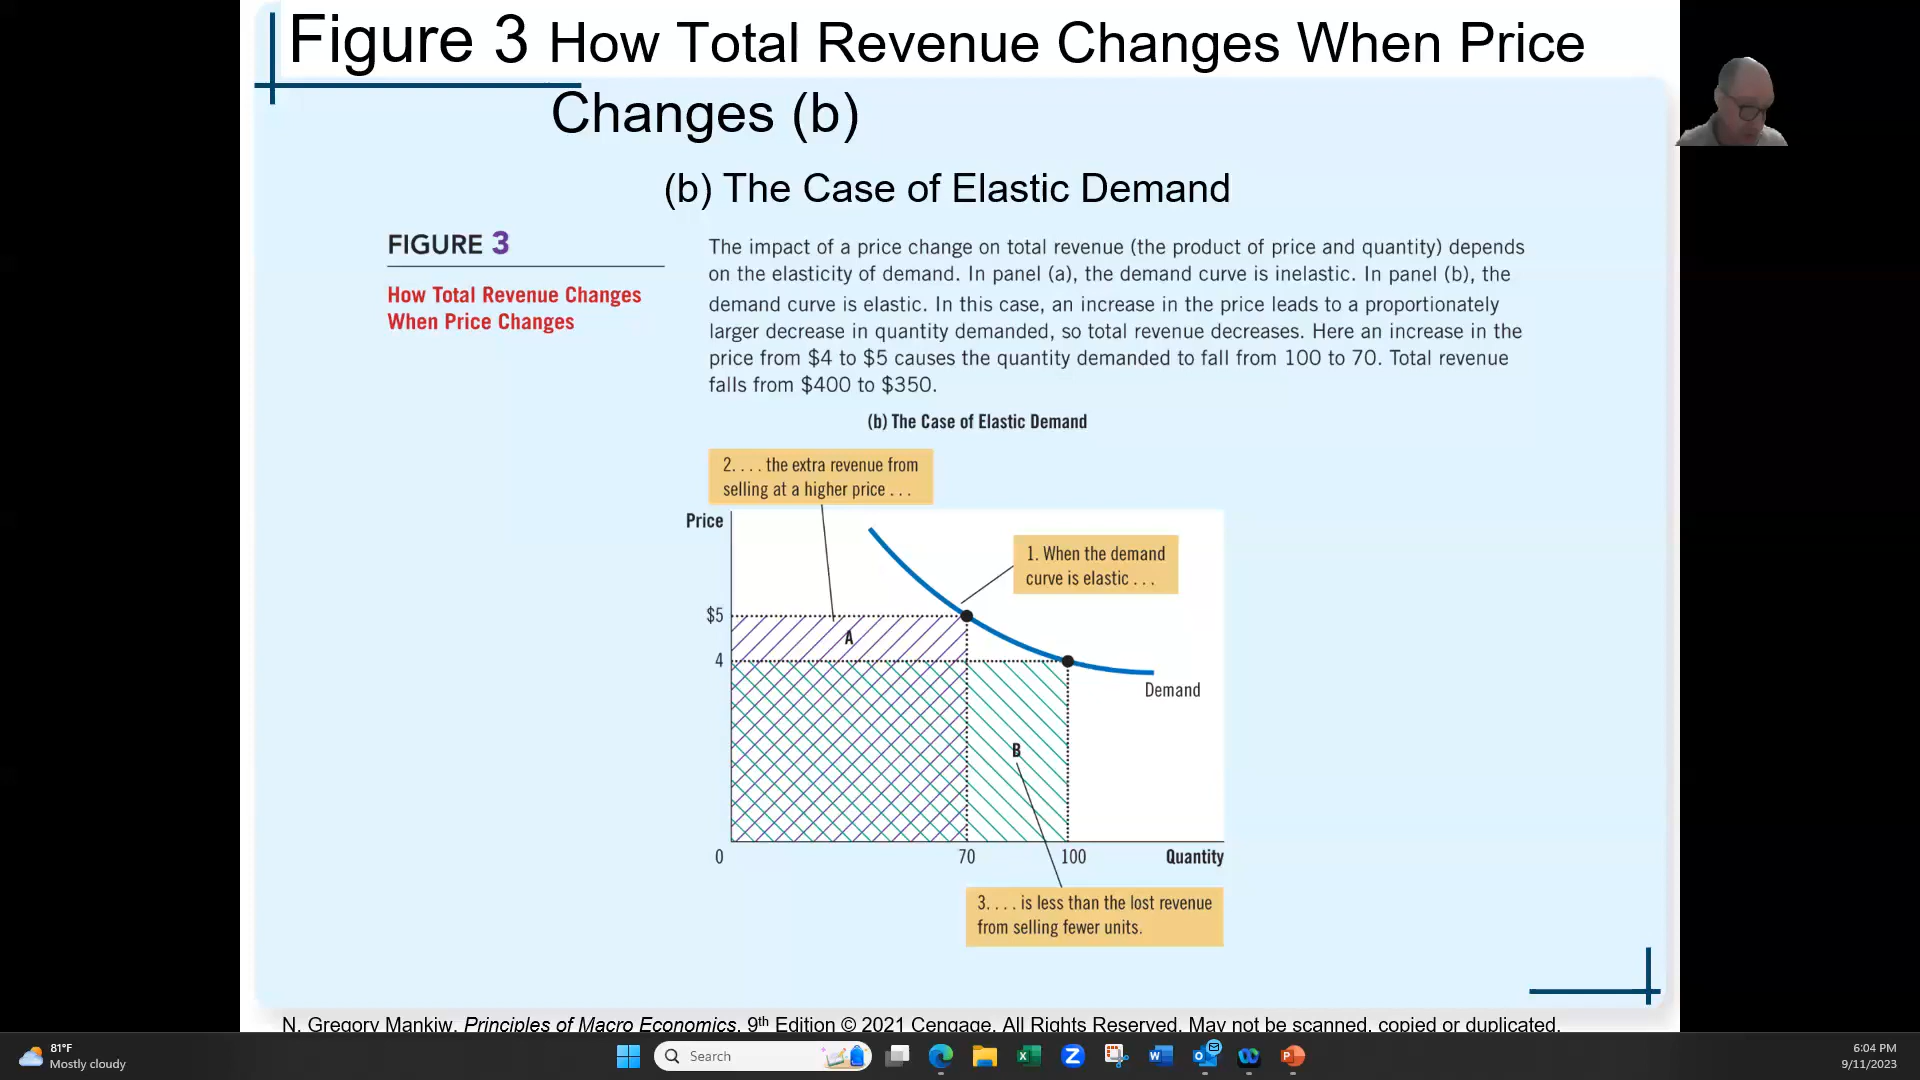 Figure 3 How Total Revenue Changes When Price
Changes (b)
(b) The Case of Elastic Demand
FIGURE 3
How Total Revenue Changes
When Price Changes
The impact of a price change on total revenue (the product of price and quantity) depends
on the elasticity of demand. In panel (a), the demand curve is inelastic. In panel (b), the
demand curve is elastic. In this case, an increase in the price leads to a proportionately
larger decrease in quantity demanded, so total revenue decreases. Here an increase in the
price from $4 to $5 causes the quantity demanded to fall from 100 to 70. Total revenue
falls from $400 to $350.
(b) The Case of Elastic Demand
2. . . . the extra revenue from
selling at a higher price . . .
Price
1. When the demand
curve is elastic . . .
$5
A
4
Demand
B
0
70
100
Quantity
3. . . . is less than the lost revenue
from selling fewer units.
N. Gregory Mankiw, Principles of Macro Economics, 9th Edition © 2021 Cengage. All Rights Reserved. May not be scanned, copied or duplicated.
81°F
Mostly cloudy
Search
6:04 PM
9/11/2023